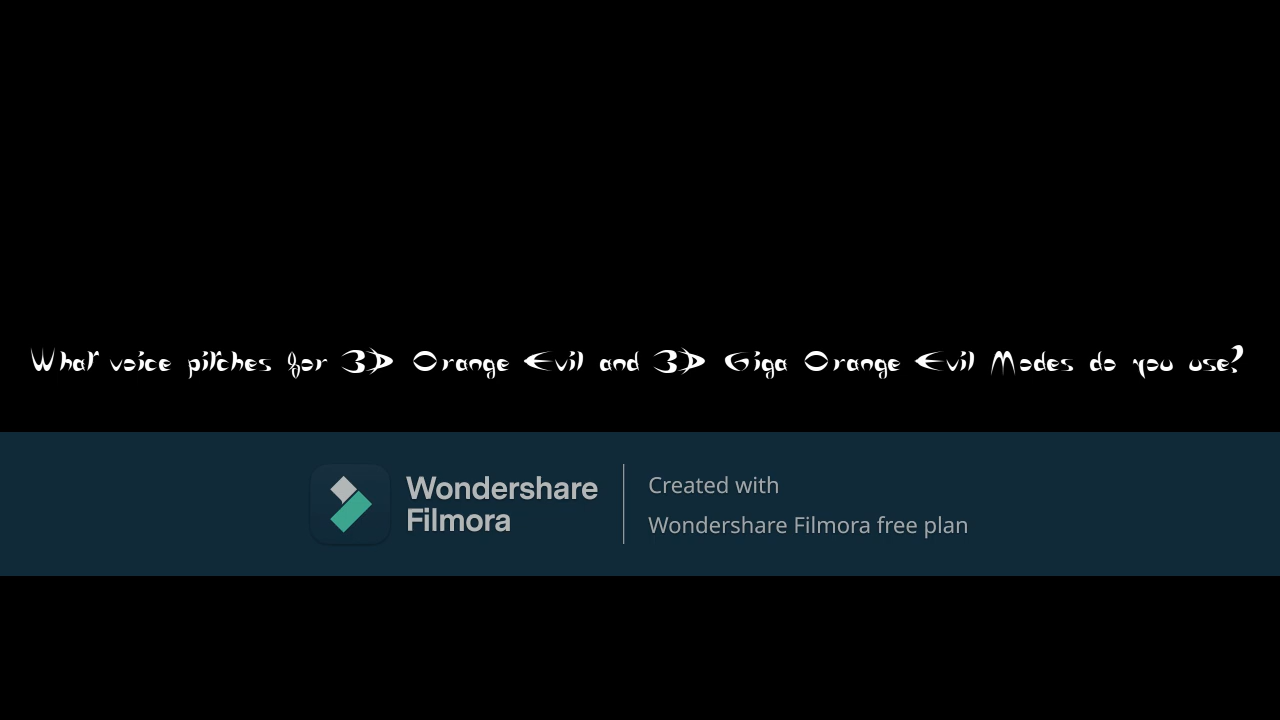 What voice pitches for 3D Orange Evil and 3D Giga Orange Evil Modes do you use?
Wondershare
Filmora
Created with
Wondershare Filmora free plan